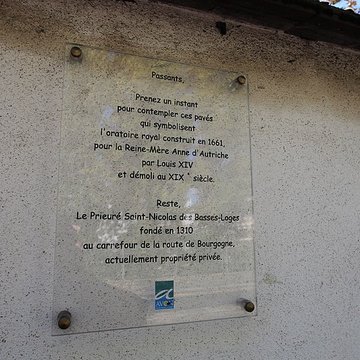 Passants,
Prenez un instant
pour contempler ces pavés
qui symbolisent
l'oratoire royal construit en 1661,
pour la Reine-Mère Anne d'Autriche
par Louis XIV
et démoli au XIX ° siècle.
Reste,
Le Prieuré Saint-Nicolas des Basses-Loges
fondé en 1310
au carrefour de la route de Bourgogne,
actuellement propriété privée.